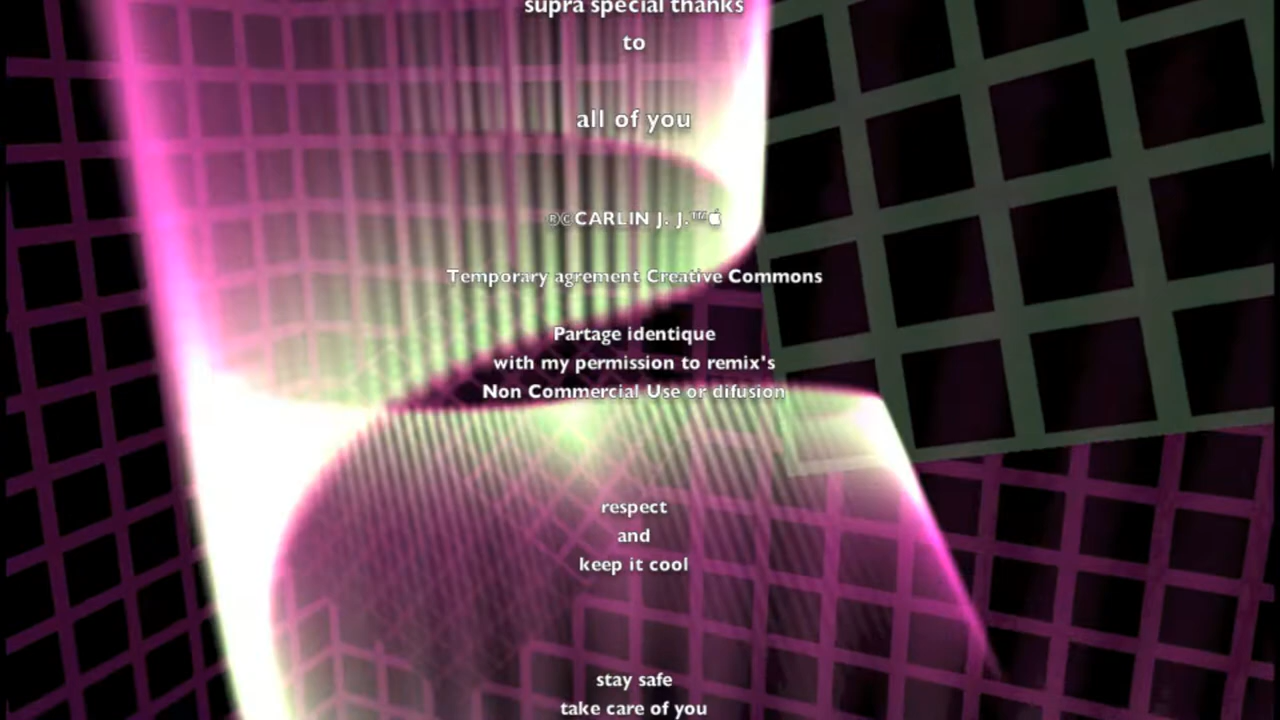 supra special thanks
to
all of you
®©CARLIN J. J.™
Temporary agrement Creative Commons
Partage identique
with my permission to remix's
Non Commercial Use or difusion
respect
and
keep it cool
stay safe
take care of you